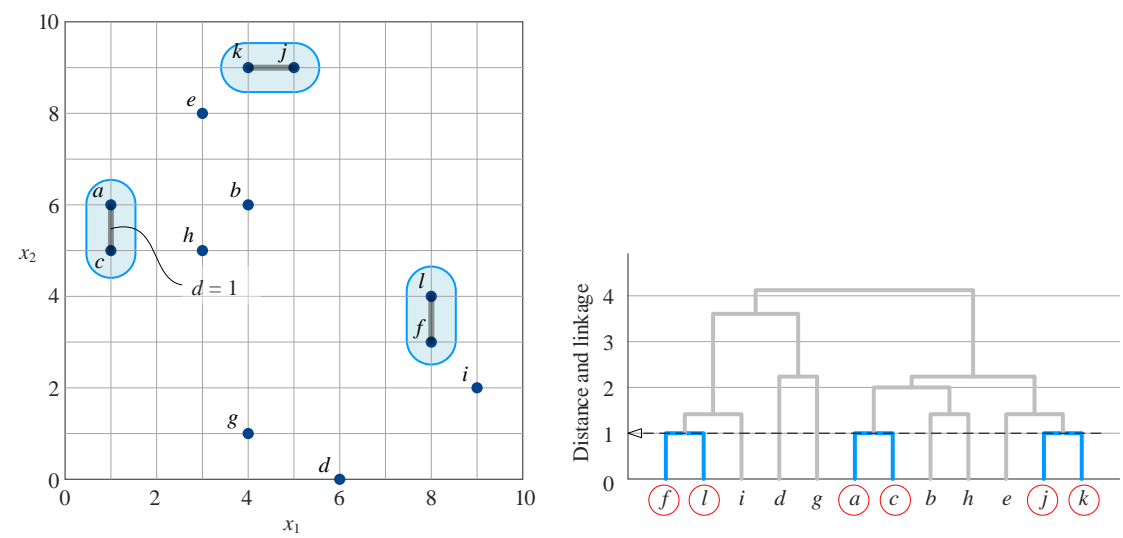 10
k j
8
e
6
a
b
h
x2
c
d = 1
4
l
f
2
i
g
d
0
0 2 4 6 8 10
x1
Distance and linkage
4
3
2
1
0
f l i d g a c b h e j k